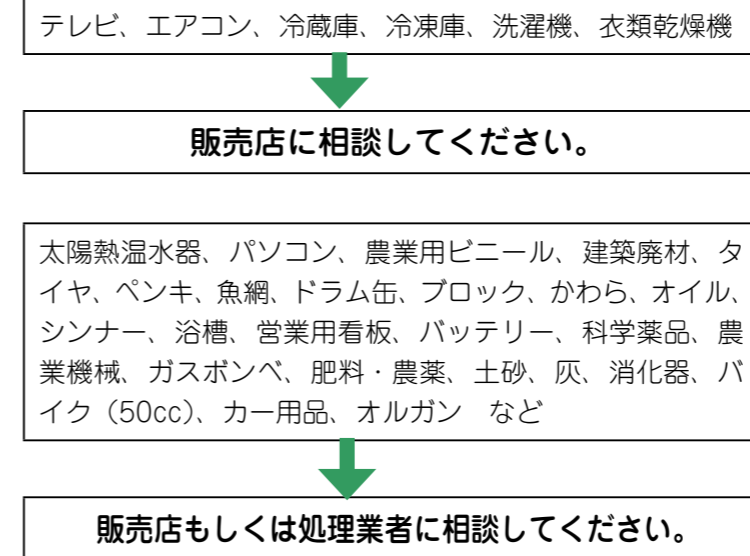 テレビ、エアコン、冷蔵庫、冷凍庫、洗濯機、衣類乾燥機
販売店に相談してください。
太陽熱温水器、パソコン、農業用ビニール、建築廃材、タ
イヤ、ペンキ、魚網、ドラム缶、ブロック、かわら、オイル、
シンナー、浴槽、営業用看板、バッテリー、科学薬品、農
業機械、ガスボンベ、肥料・農薬、土砂、灰、消化器、バ
イク（50cc）、カー用品、オルガン　など
販売店もしくは処理業者に相談してください。